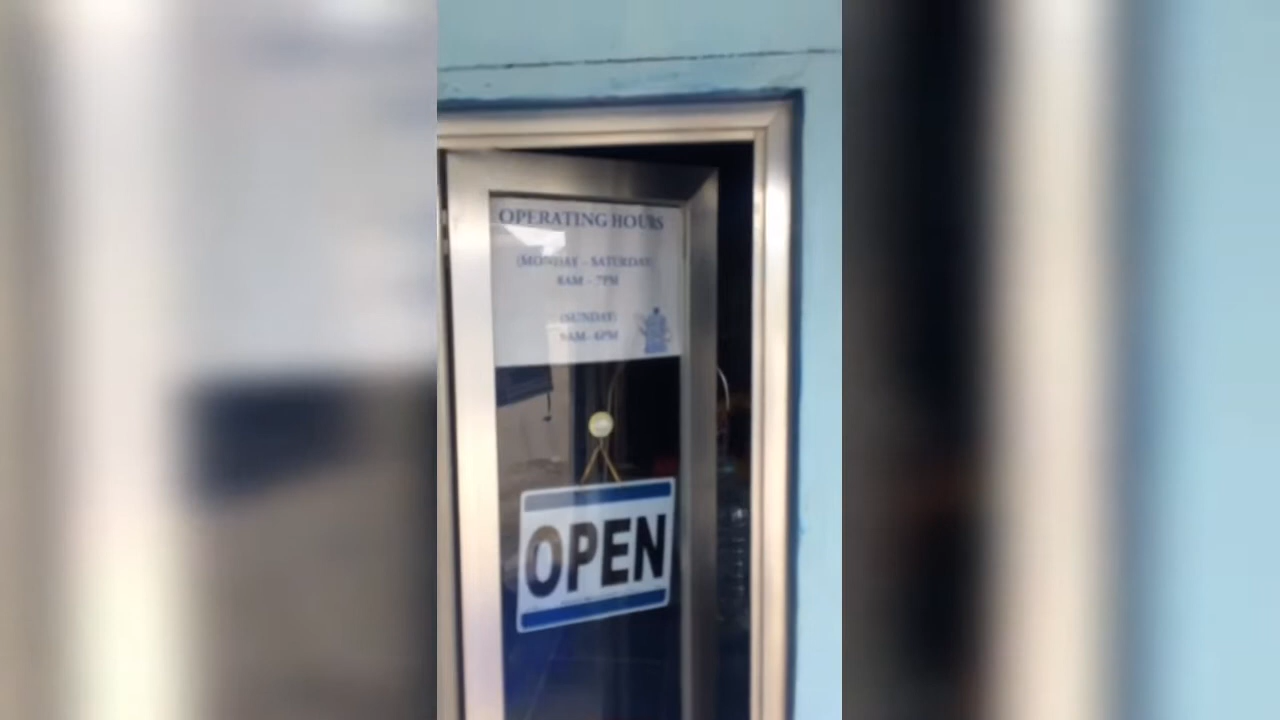 OPERATING HOURS
(MONDAY - SATURDAY)
8AM - 7PM
(SUNDAY)
9AM - 6PM
OPEN